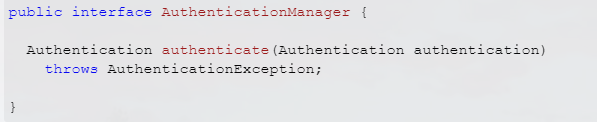 public interface AuthenticationManager {
Authentication authenticate(Authentication authentication)
throws AuthenticationException;
}